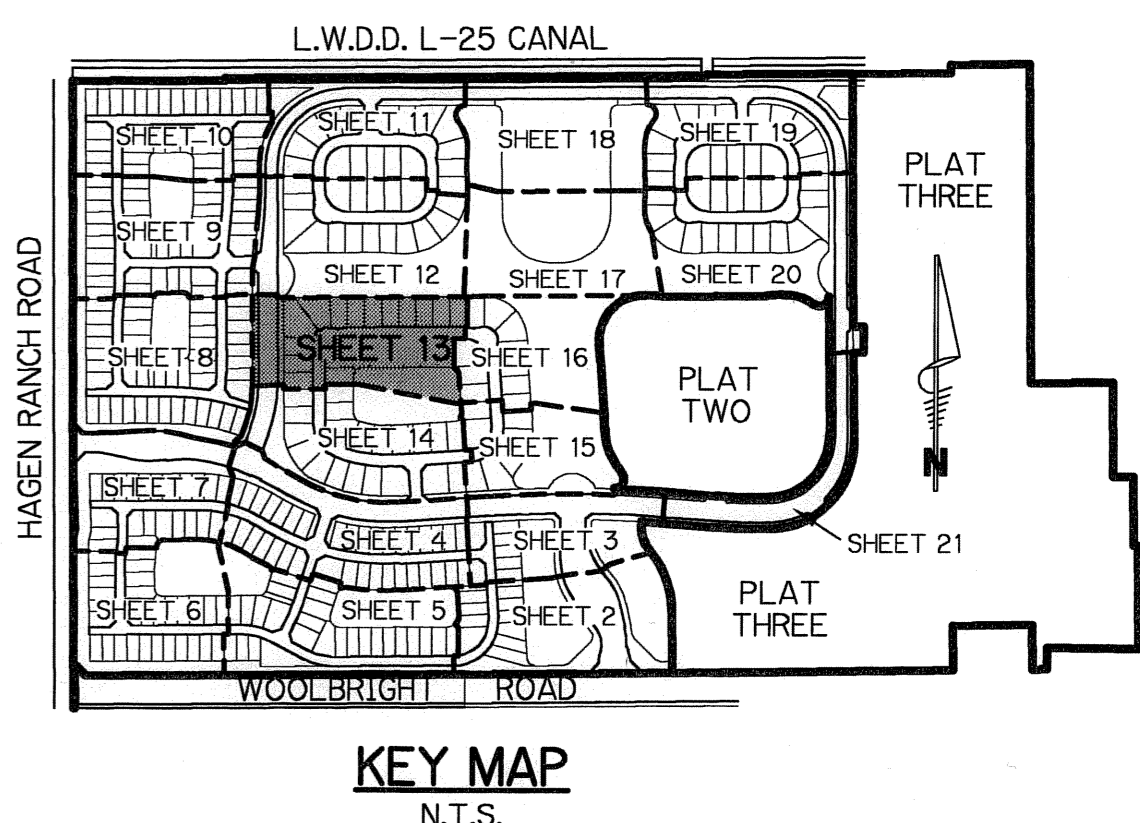 L.W.D.D. L-25 CANAL
HAGEN RANCH ROAD
SHEET 10
SHEET 11
SHEET 18
SHEET 19
PLAT
THREE
SHEET 9
SHEET 12
SHEET 17
SHEET 20
SHEET 8
SHEET 13
SHEET 16
PLAT
TWO
SHEET 14
SHEET 15
N
SHEET 7
SHEET 4
SHEET 3
SHEET 21
SHEET 6
SHEET 5
SHEET 2
PLAT
THREE
WOOLBRIGHT ROAD
KEY MAP
N.T.S.